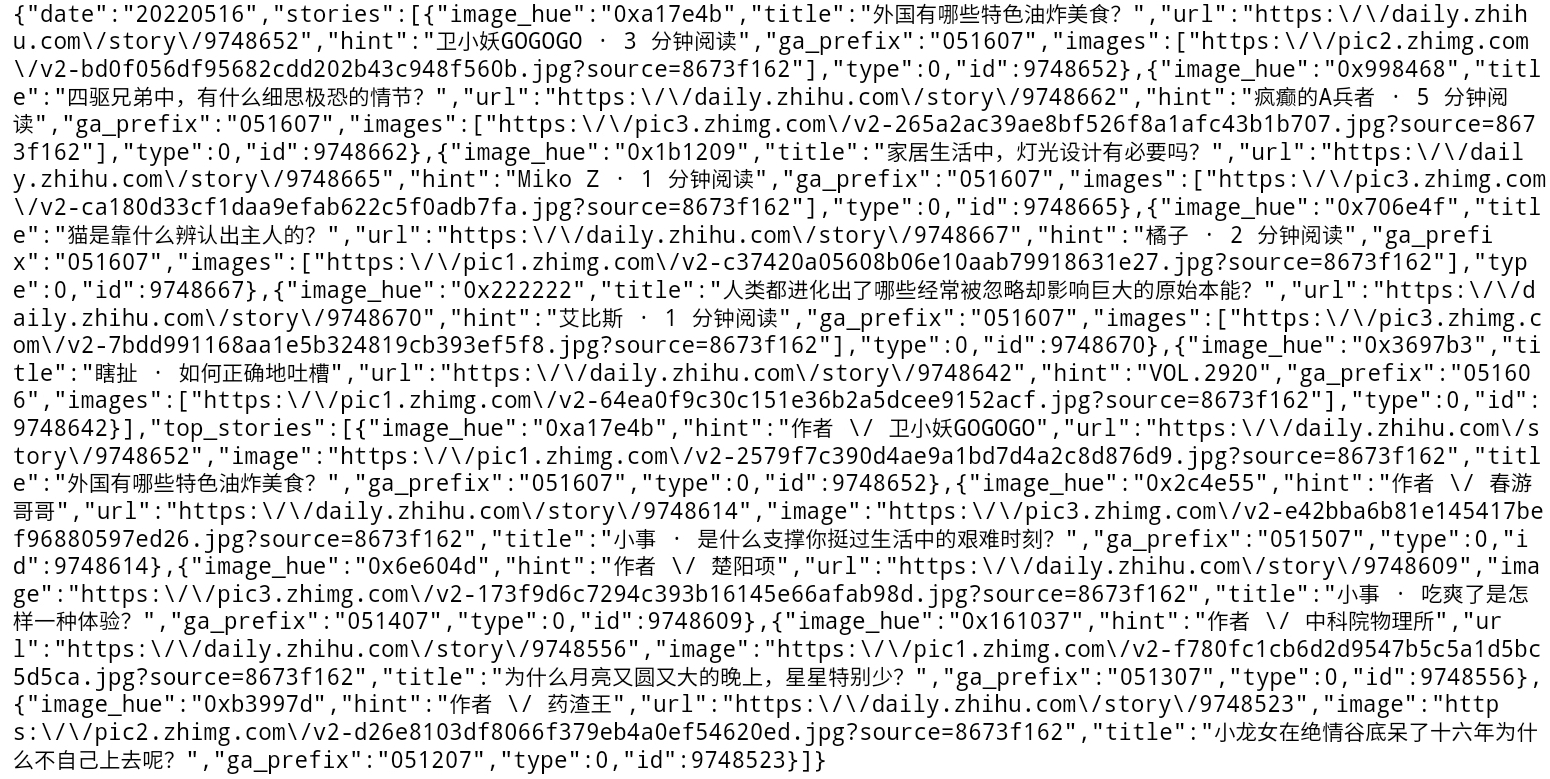 {"date":"20220516","stories":[{"image_hue":"0xa17e4b","title":"外国有哪些特色油炸美食？","url":"https:\/\/daily.zhih
u.com\/story\/9748652","hint":"卫小妖GOGOGO · 3 分钟阅读","ga_prefix":"051607","images":["https:\/\/pic2.zhimg.com
\/v2-bd0f056df95682cdd202b43c948f560b.jpg?source=8673f162"],"type":0,"id":9748652},{"image_hue":"0x998468","titl
e":"四驱兄弟中，有什么细思极恐的情节？","url":"https:\/\/daily.zhihu.com\/story\/9748662","hint":"疯癫的A兵者 · 5 分钟阅
读","ga_prefix":"051607","images":["https:\/\/pic3.zhimg.com\/v2-265a2ac39ae8bf526f8a1afc43b1b707.jpg?source=867
3f162"],"type":0,"id":9748662},{"image_hue":"0x1b1209","title":"家居生活中，灯光设计有必要吗？","url":"https:\/\/dail
y.zhihu.com\/story\/9748665","hint":"Miko Z · 1 分钟阅读","ga_prefix":"051607","images":["https:\/\/pic3.zhimg.com
\/v2-ca180d33cf1daa9efab622c5f0adb7fa.jpg?source=8673f162"],"type":0,"id":9748665},{"image_hue":"0x706e4f","titl
e":"猫是靠什么辨认出主人的？","url":"https:\/\/daily.zhihu.com\/story\/9748667","hint":"橘子 · 2 分钟阅读","ga_prefi
x":"051607","images":["https:\/\/pic1.zhimg.com\/v2-c37420a05608b06e10aab79918631e27.jpg?source=8673f162"],"typ
e":0,"id":9748667},{"image_hue":"0x222222","title":"人类都进化出了哪些经常被忽略却影响巨大的原始本能？","url":"https:\/\/d
aily.zhihu.com\/story\/9748670","hint":"艾比斯 · 1 分钟阅读","ga_prefix":"051607","images":["https:\/\/pic3.zhimg.c
om\/v2-7bdd991168aa1e5b324819cb393ef5f8.jpg?source=8673f162"],"type":0,"id":9748670},{"image_hue":"0x3697b3","ti
tle":"瞎扯 · 如何正确地吐槽","url":"https:\/\/daily.zhihu.com\/story\/9748642","hint":"VOL.2920","ga_prefix":"05160
6","images":["https:\/\/pic1.zhimg.com\/v2-64ea0f9c30c151e36b2a5dcee9152acf.jpg?source=8673f162"],"type":0,"id":
9748642}],"top_stories":[{"image_hue":"0xa17e4b","hint":"作者 \/ 卫小妖GOGOGO","url":"https:\/\/daily.zhihu.com\/s
tory\/9748652","image":"https:\/\/pic1.zhimg.com\/v2-2579f7c390d4ae9a1bd7d4a2c8d876d9.jpg?source=8673f162","titl
e":"外国有哪些特色油炸美食？","ga_prefix":"051607","type":0,"id":9748652},{"image_hue":"0x2c4e55","hint":"作者 \/ 春游
哥哥","url":"https:\/\/daily.zhihu.com\/story\/9748614","image":"https:\/\/pic3.zhimg.com\/v2-e42bba6b81e145417be
f96880597ed26.jpg?source=8673f162","title":"小事 · 是什么支撑你挺过生活中的艰难时刻？","ga_prefix":"051507","type":0,"i
d":9748614},{"image_hue":"0x6e604d","hint":"作者 \/ 楚阳项","url":"https:\/\/daily.zhihu.com\/story\/9748609","ima
ge":"https:\/\/pic3.zhimg.com\/v2-173f9d6c7294c393b16145e66afab98d.jpg?source=8673f162","title":"小事 · 吃爽了是怎
样一种体验？","ga_prefix":"051407","type":0,"id":9748609},{"image_hue":"0x161037","hint":"作者 \/ 中科院物理所","ur
l":"https:\/\/daily.zhihu.com\/story\/9748556","image":"https:\/\/pic1.zhimg.com\/v2-f780fc1cb6d2d9547b5c5a1d5bc
5d5ca.jpg?source=8673f162","title":"为什么月亮又圆又大的晚上，星星特别少？","ga_prefix":"051307","type":0,"id":9748556},
{"image_hue":"0xb3997d","hint":"作者 \/ 药渣王","url":"https:\/\/daily.zhihu.com\/story\/9748523","image":"http
s:\/\/pic2.zhimg.com\/v2-d26e8103df8066f379eb4a0ef54620ed.jpg?source=8673f162","title":"小龙女在绝情谷底呆了十六年为什
么不自己上去呢？","ga_prefix":"051207","type":0,"id":9748523}]}